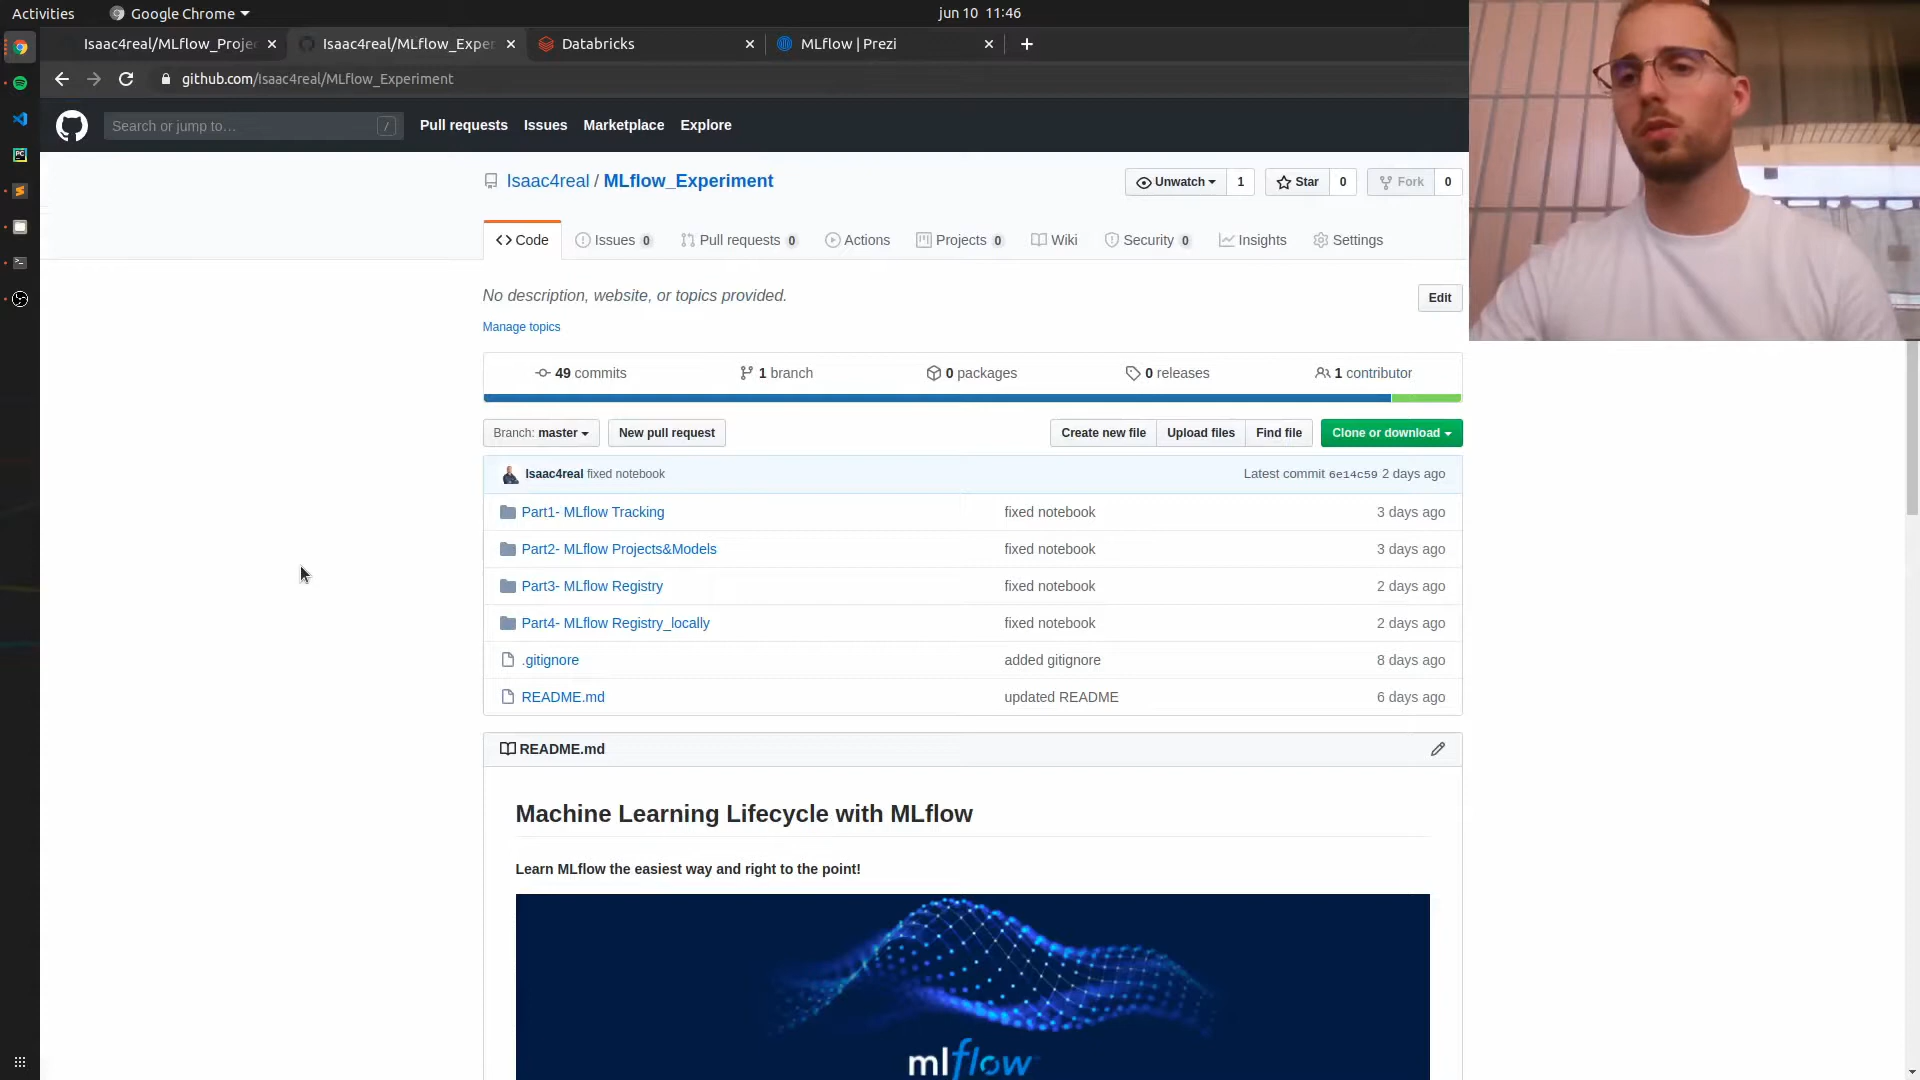 Activities Google Chrome jun 10 11:46
Isaac4real/MLflow_Proje Isaac4real/MLflow_Exper Databricks MLflow | Prezi
github.com/Isaac4real/MLflow_Experiment
Search or jump to… / Pull requests Issues Marketplace Explore
Isaac4real / MLflow_Experiment Unwatch 1 Star 0 Fork 0
Code Issues 0 Pull requests 0 Actions Projects 0 Wiki Security 0 Insights Settings
No description, website, or topics provided. Edit
Manage topics
49 commits 1 branch 0 packages 0 releases 1 contributor
Branch: master New pull request Create new file Upload files Find file Clone or download
Isaac4real fixed notebook Latest commit 6e14c59 2 days ago
Part1- MLflow Tracking fixed notebook 3 days ago
Part2- MLflow Projects&Models fixed notebook 3 days ago
Part3- MLflow Registry fixed notebook 2 days ago
Part4- MLflow Registry_locally fixed notebook 2 days ago
.gitignore added gitignore 8 days ago
README.md updated README 6 days ago
README.md
Machine Learning Lifecycle with MLflow
Learn MLflow the easiest way and right to the point!
mlflow